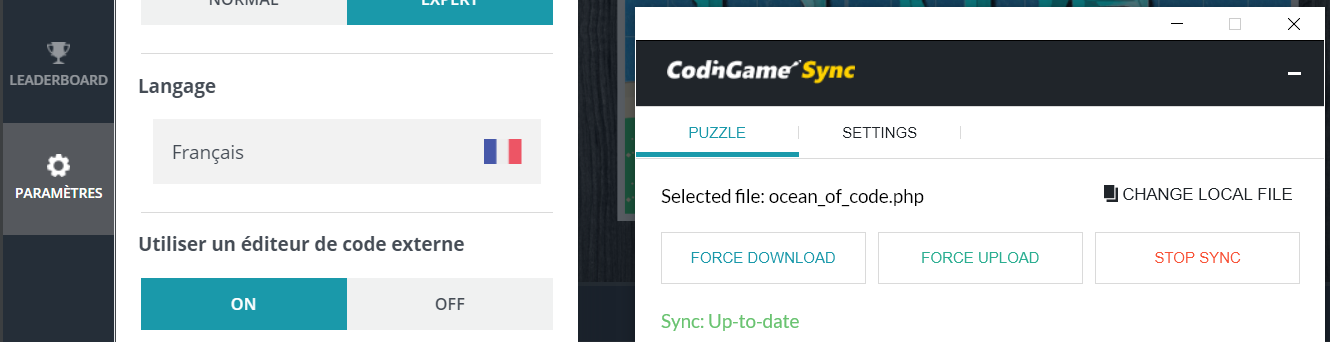 NORMAL
EXPERT
LEADERBOARD
PARAMÈTRES
Langage
Français
Utiliser un éditeur de code externe
ON
OFF
CodinGame Sync
PUZZLE
SETTINGS
Selected file: ocean_of_code.php
CHANGE LOCAL FILE
FORCE DOWNLOAD
FORCE UPLOAD
STOP SYNC
Sync: Up-to-date